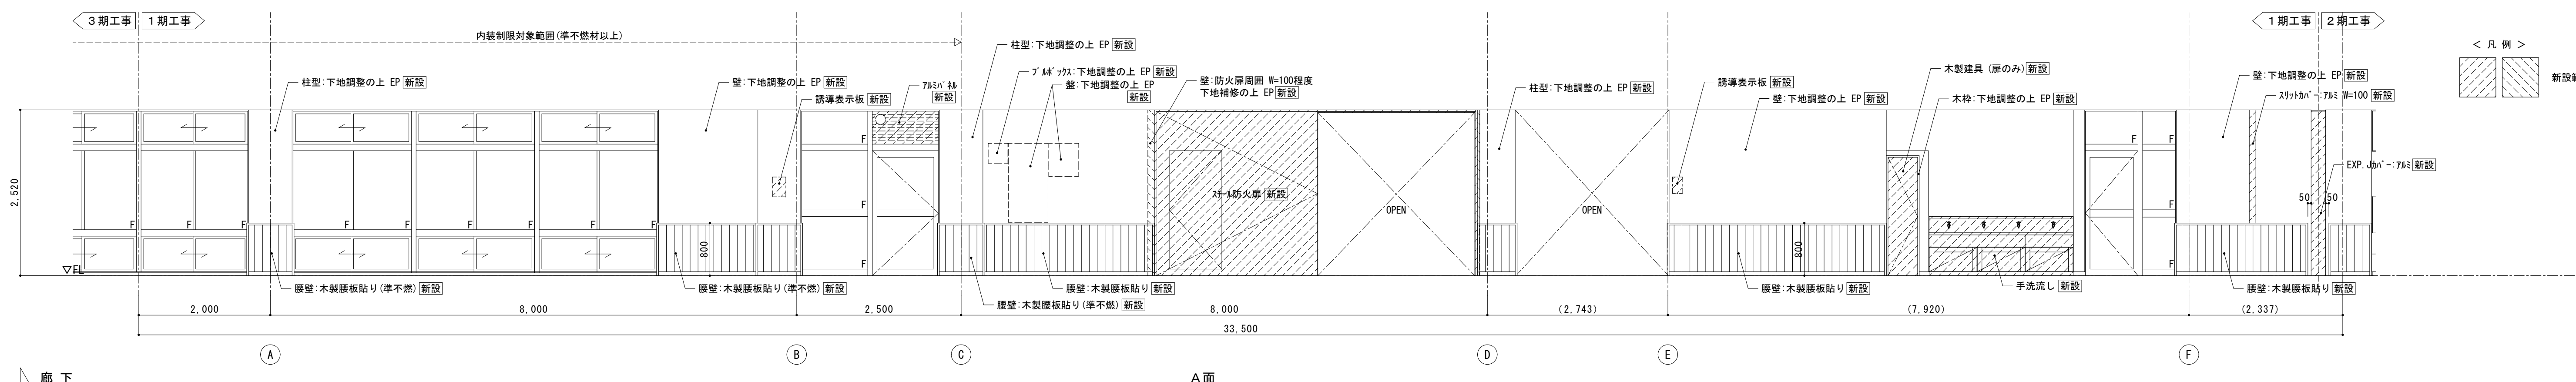 3期工事 1期工事
1期工事 2期工事
内装制限対象範囲(準不燃材以上)
< 凡 例 >
新設範
柱型:下地調整の上 EP 新設
壁:下地調整の上 EP 新設
誘導表示板 新設
アルミパネル
新設
柱型:下地調整の上 EP 新設
プルボックス:下地調整の上 EP 新設
盤:下地調整の上 EP
新設
壁:防火扉周囲 W=100程度
下地補修の上 EP 新設
柱型:下地調整の上 EP 新設
誘導表示板 新設
壁:下地調整の上 EP 新設
木製建具 (扉のみ) 新設
木枠:下地調整の上 EP 新設
壁:下地調整の上 EP 新設
スリットカバー:アルミ W=100 新設
EXP.Jカバー:アルミ 新設
スチール防火扉 新設
OPEN
OPEN
F
F
F
F
F
F
F
F
F
F
F
F
F
2,520
800
800
50
50
▽FL
腰壁:木製腰板貼り(準不燃) 新設
腰壁:木製腰板貼り(準不燃) 新設
腰壁:木製腰板貼り(準不燃) 新設
腰壁:木製腰板貼り 新設
腰壁:木製腰板貼り 新設
手洗流し 新設
腰壁:木製腰板貼り 新設
2,000
8,000
2,500
8,000
(2,743)
(7,920)
(2,337)
33,500
A
B
C
D
E
F
廊 下
A面